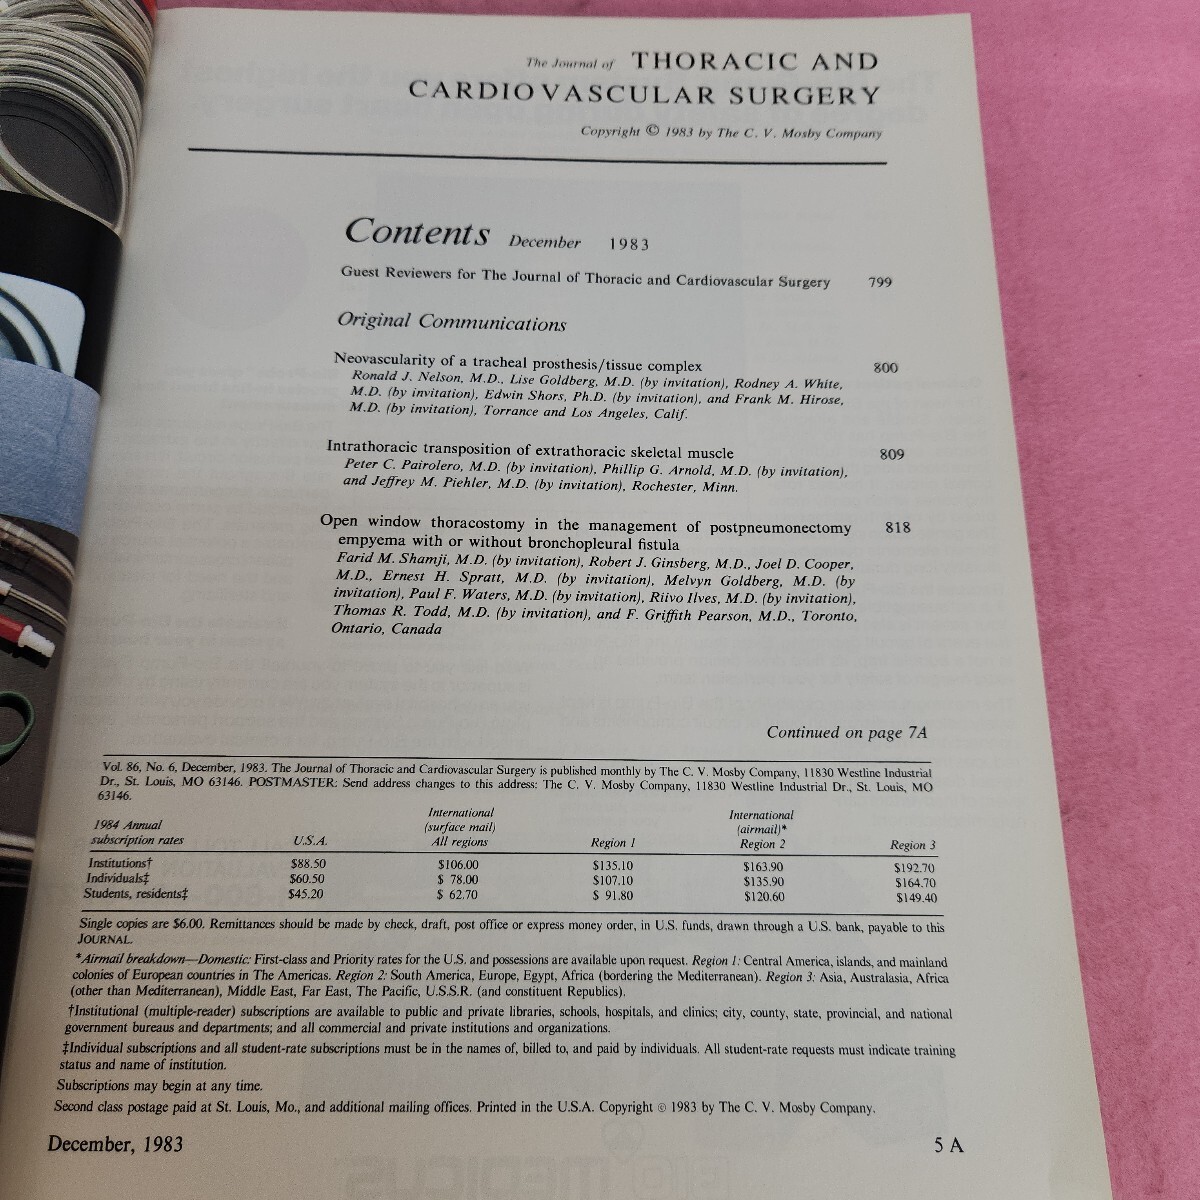 The Journal of THORACIC AND
CARDIOVASCULAR SURGERY
Copyright © 1983 by The C. V. Mosby Company
Contents December 1983
Guest Reviewers for The Journal of Thoracic and Cardiovascular Surgery 799
Original Communications
Neovascularity of a tracheal prosthesis/tissue complex 800
Ronald J. Nelson, M.D., Lise Goldberg, M.D. (by invitation), Rodney A. White,
M.D. (by invitation), Edwin Shors, Ph.D. (by invitation), and Frank M. Hirose,
M.D. (by invitation), Torrance and Los Angeles, Calif.
Intrathoracic transposition of extrathoracic skeletal muscle 809
Peter C. Pairolero, M.D. (by invitation), Phillip G. Arnold, M.D. (by invitation),
and Jeffrey M. Piehler, M.D. (by invitation), Rochester, Minn.
Open window thoracostomy in the management of postpneumonectomy 818
empyema with or without bronchopleural fistula
Farid M. Shamji, M.D. (by invitation), Robert J. Ginsberg, M.D., Joel D. Cooper,
M.D., Ernest H. Spratt, M.D. (by invitation), Melvyn Goldberg, M.D. (by
invitation), Paul F. Waters, M.D. (by invitation), Riivo Ilves, M.D. (by invitation),
Thomas R. Todd, M.D. (by invitation), and F. Griffith Pearson, M.D., Toronto,
Ontario, Canada
Continued on page 7A
Vol. 86, No. 6, December, 1983. The Journal of Thoracic and Cardiovascular Surgery is published monthly by The C. V. Mosby Company, 11830 Westline Industrial
Dr., St. Louis, MO 63146. POSTMASTER: Send address changes to this address: The C. V. Mosby Company, 11830 Westline Industrial Dr., St. Louis, MO
63146.
International International
1984 Annual (surface mail) (airmail)*
subscription rates U.S.A. All regions Region 1 Region 2 Region 3
Institutions† $88.50 $106.00 $135.10 $163.90 $192.70
Individuals‡ $60.50 $ 78.00 $107.10 $135.90 $164.70
Students, residents‡ $45.20 $ 62.70 $ 91.80 $120.60 $149.40
Single copies are $6.00. Remittances should be made by check, draft, post office or express money order, in U.S. funds, drawn through a U.S. bank, payable to this
JOURNAL.
*Airmail breakdown—Domestic: First-class and Priority rates for the U.S. and possessions are available upon request. Region 1: Central America, islands, and mainland
colonies of European countries in The Americas. Region 2: South America, Europe, Egypt, Africa (bordering the Mediterranean). Region 3: Asia, Australasia, Africa
(other than Mediterranean), Middle East, Far East, The Pacific, U.S.S.R. (and constituent Republics).
†Institutional (multiple-reader) subscriptions are available to public and private libraries, schools, hospitals, and clinics; city, county, state, provincial, and national
government bureaus and departments; and all commercial and private institutions and organizations.
‡Individual subscriptions and all student-rate subscriptions must be in the names of, billed to, and paid by individuals. All student-rate requests must indicate training
status and name of institution.
Subscriptions may begin at any time.
Second class postage paid at St. Louis, Mo., and additional mailing offices. Printed in the U.S.A. Copyright © 1983 by The C. V. Mosby Company.
December, 1983 5 A